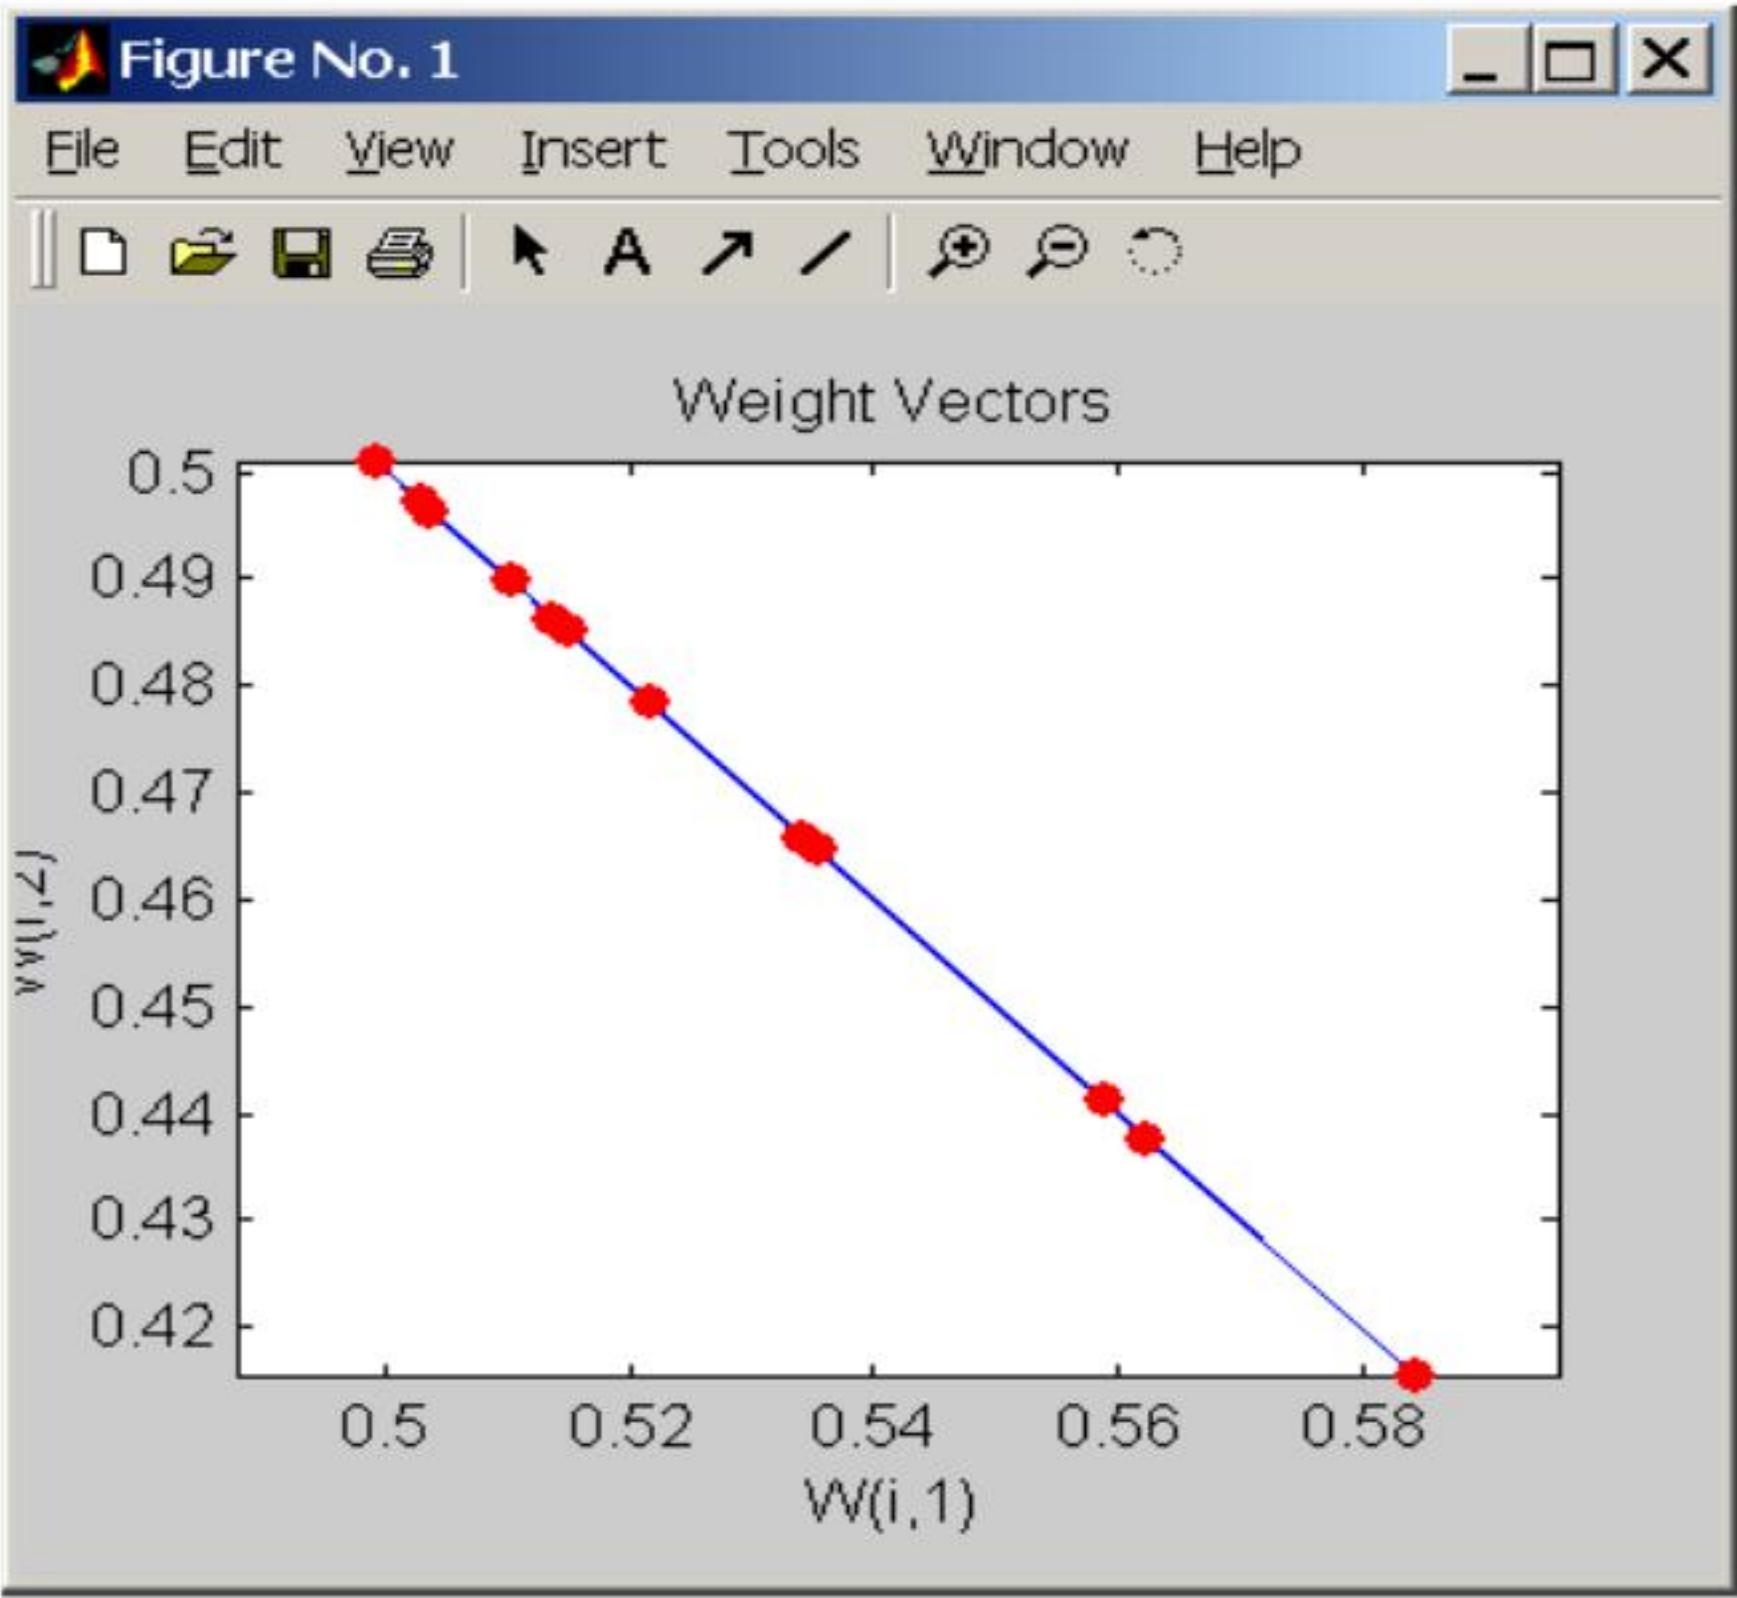 Figure No. 1
File Edit View Insert Tools Window Help
A
Weight Vectors
0.5
0.49
0.48
0.47
0.46
0.45
0.44
0.43
0.42
W(i,2)
0.5 0.52 0.54 0.56 0.58
W(i,1)